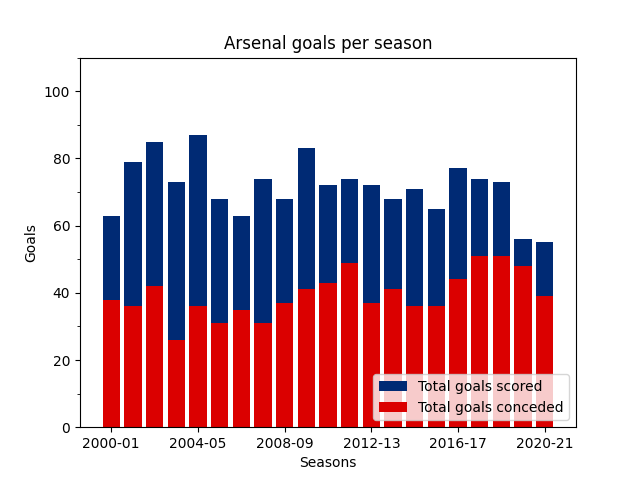 Arsenal goals per season
Goals
100
80
60
40
20
0
Total goals scored
Total goals conceded
2000-01 2004-05 2008-09 2012-13 2016-17 2020-21
Seasons